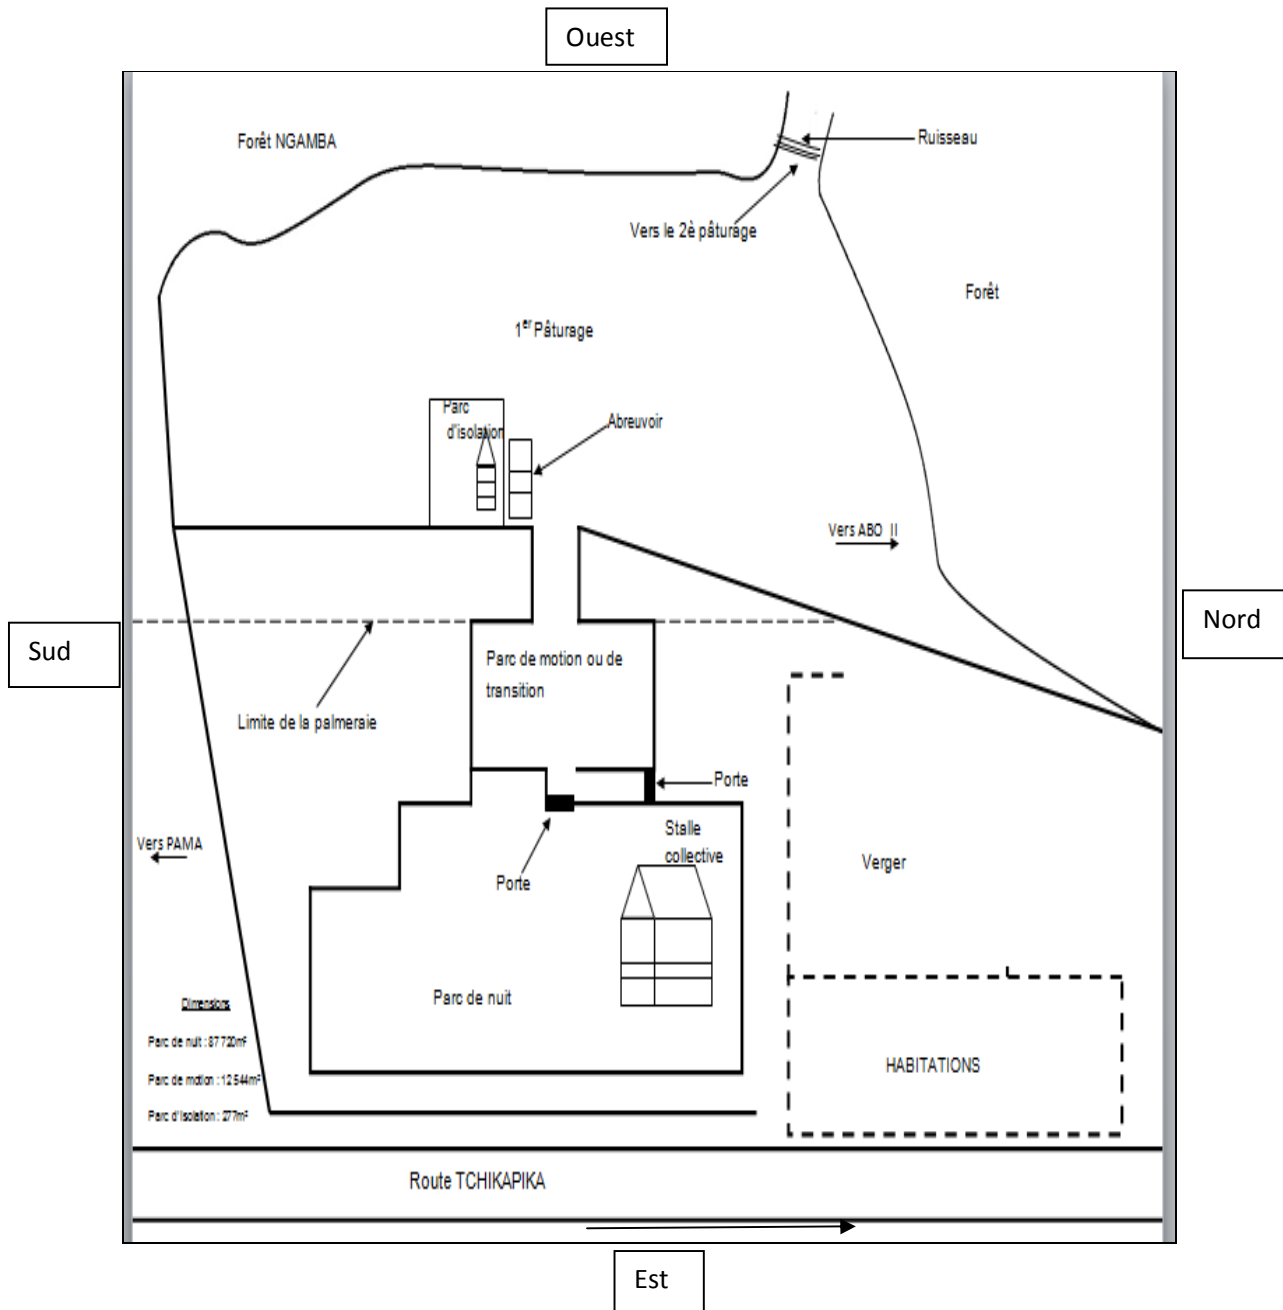 Ouest
Forêt NGAMBA
Ruisseau
Vers le 2è pâturage
Forêt
1er Pâturage
Parc
d'isolation
Abreuvoir
Vers ABO II
Nord
Sud
Parc de motion ou de
transition
Limite de la palmeraie
Porte
Stalle
collective
Vers PAMA
Verger
Porte
Parc de nuit
Dimensions
Parc de nuit : 87 720m²
Parc de motion : 12 544m²
Parc d'Isolation : 277m²
HABITATIONS
Route TCHIKAPIKA
Est